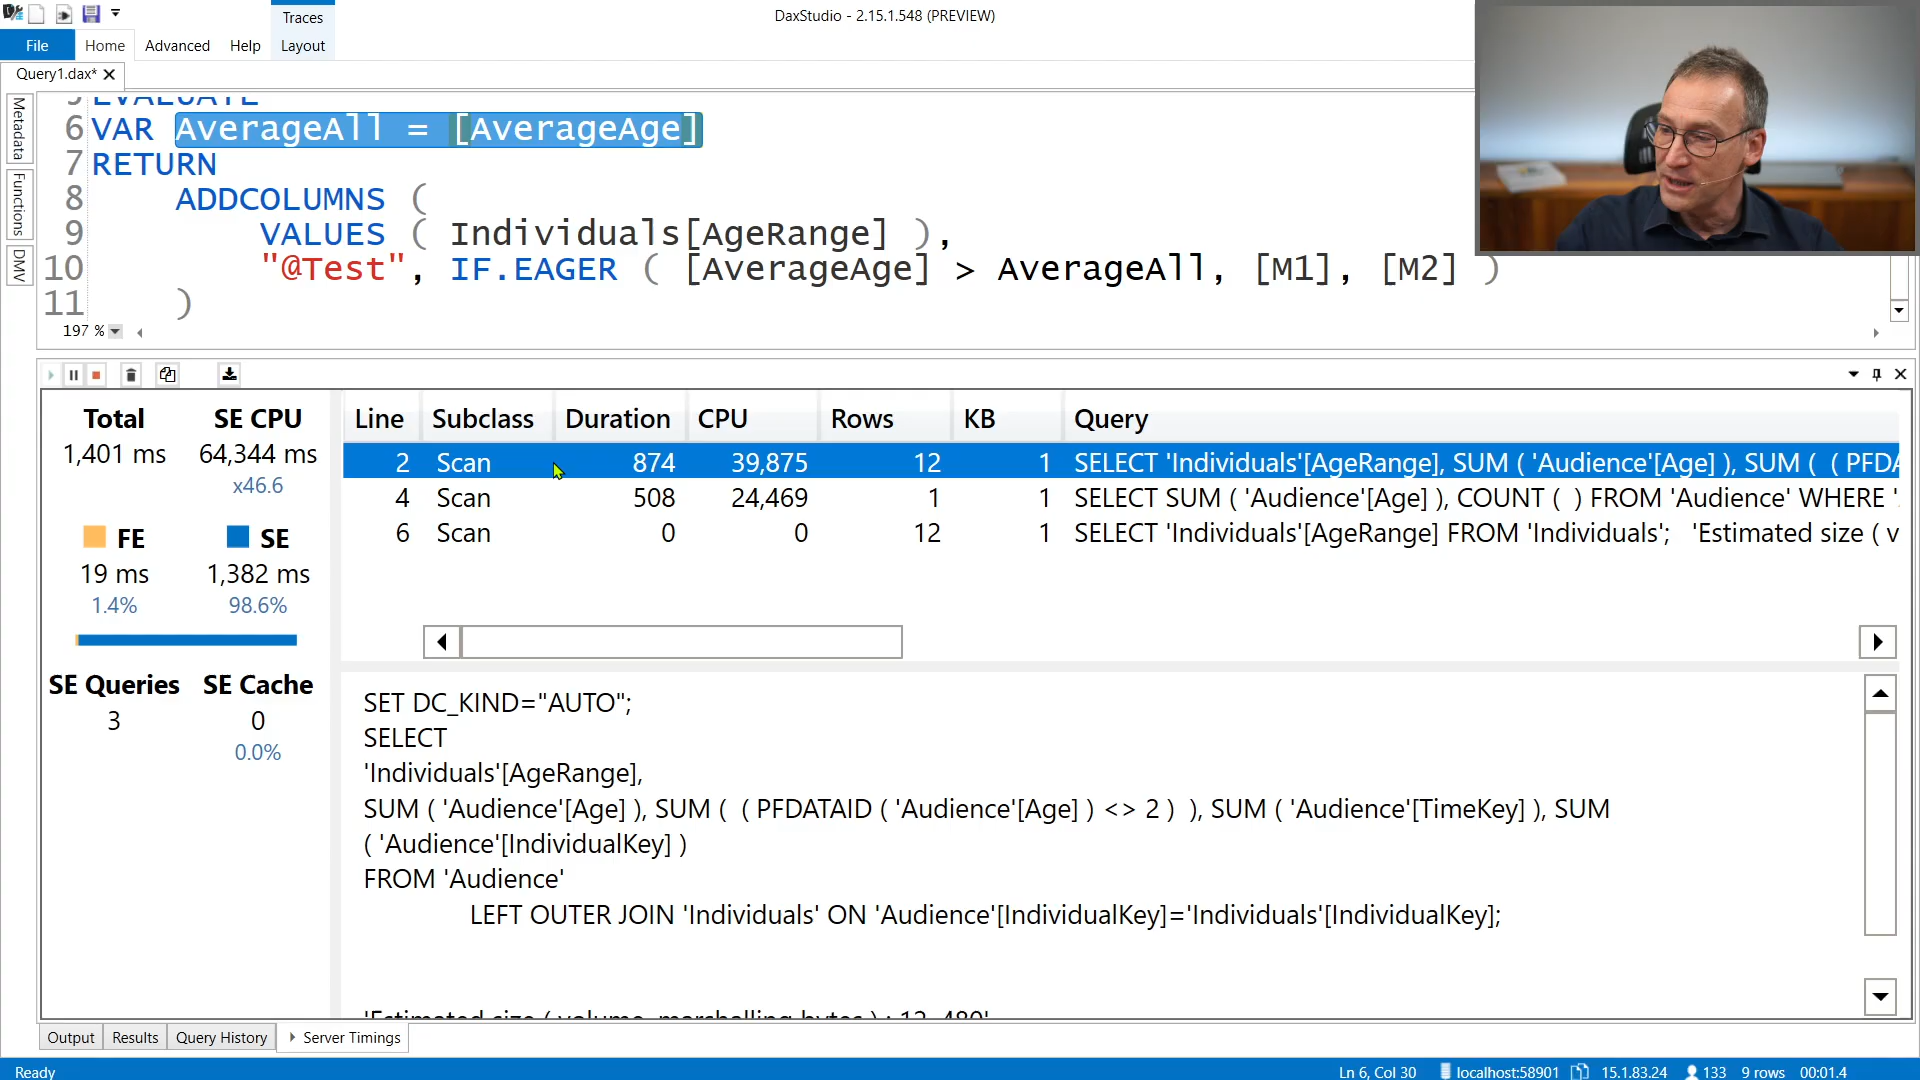 Traces
DaxStudio - 2.15.1.548 (PREVIEW)
File Home Advanced Help Layout
Query1.dax*
Metadata
Functions
DMV
5 EVALUATE
6 VAR AverageAll = [AverageAge]
7 RETURN
8 ADDCOLUMNS (
9 VALUES ( Individuals[AgeRange] ),
10 "@Test", IF.EAGER ( [AverageAge] > AverageAll, [M1], [M2] )
11 )
197 %
Total SE CPU
1,401 ms 64,344 ms
x46.6
FE SE
19 ms 1,382 ms
1.4% 98.6%
SE Queries SE Cache
3 0
0.0%
Line Subclass Duration CPU Rows KB Query
2 Scan 874 39,875 12 1 SELECT 'Individuals'[AgeRange], SUM ( 'Audience'[Age] ), SUM ( ( PFDA
4 Scan 508 24,469 1 1 SELECT SUM ( 'Audience'[Age] ), COUNT ( ) FROM 'Audience' WHERE '.
6 Scan 0 0 12 1 SELECT 'Individuals'[AgeRange] FROM 'Individuals'; 'Estimated size ( v
SET DC_KIND="AUTO";
SELECT
'Individuals'[AgeRange],
SUM ( 'Audience'[Age] ), SUM ( ( PFDATAID ( 'Audience'[Age] ) <> 2 ) ), SUM ( 'Audience'[TimeKey] ), SUM
( 'Audience'[IndividualKey] )
FROM 'Audience'
LEFT OUTER JOIN 'Individuals' ON 'Audience'[IndividualKey]='Individuals'[IndividualKey];
'Estimated size ( volume, marshalling bytes ) : 12, 480'
Output Results Query History Server Timings
Ready
Ln 6, Col 30 localhost:58901 15.1.83.24 133 9 rows 00:01.4